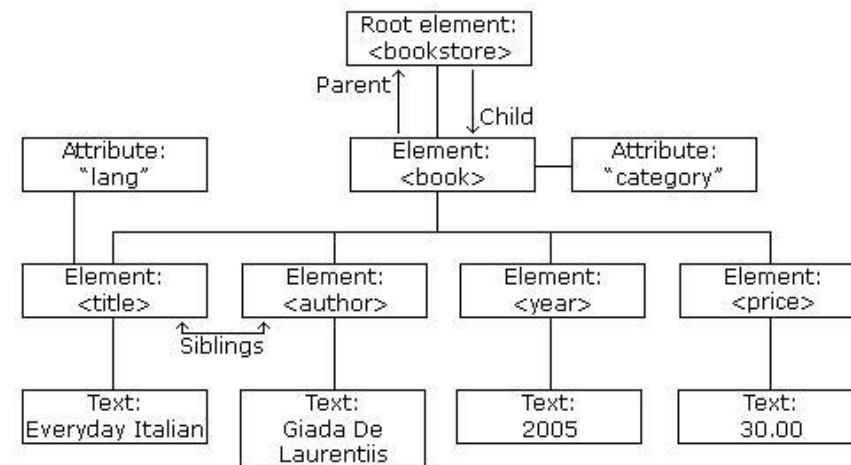 Root element:
<bookstore>
Parent
Child
Attribute:
"lang"
Element:
<book>
Attribute:
"category"
Element:
<title>
Element:
<author>
Element:
<year>
Element:
<price>
Siblings
Text:
Everyday Italian
Text:
Giada De
Laurentiis
Text:
2005
Text:
30.00